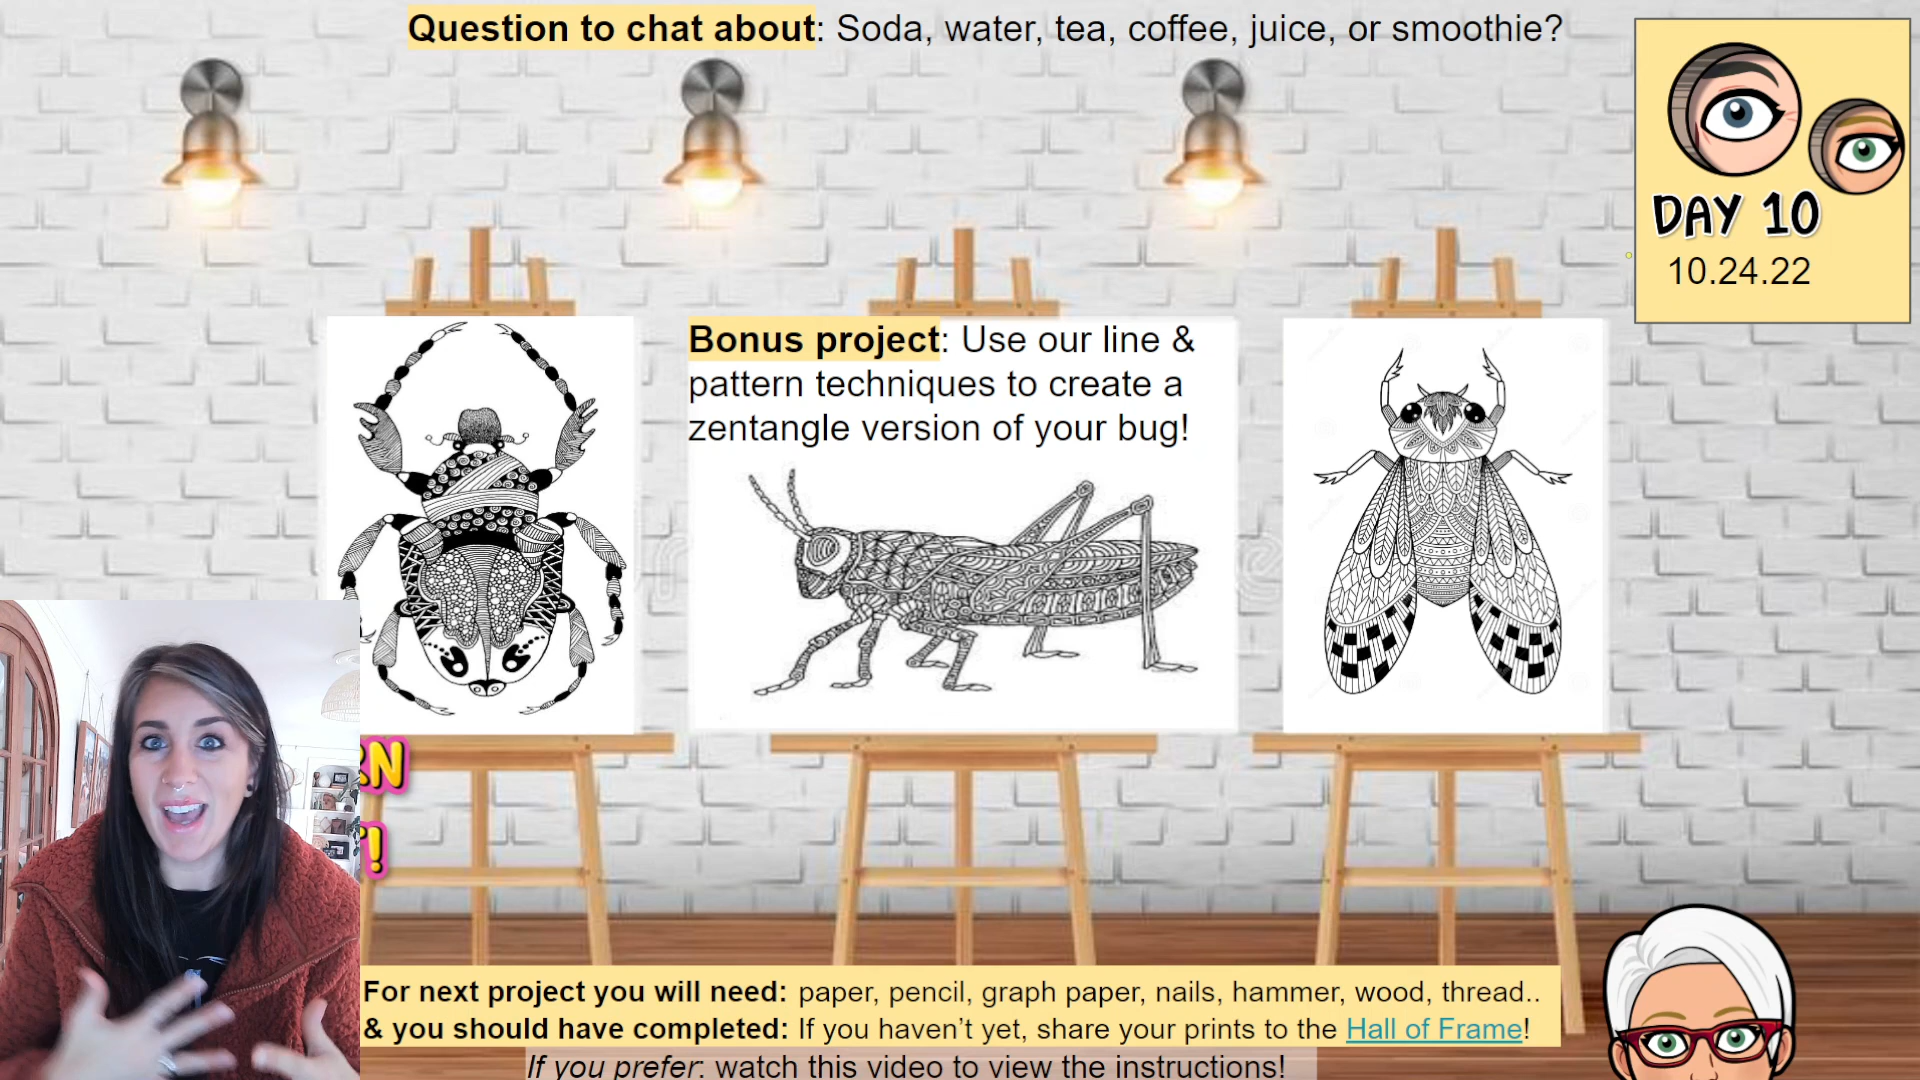 Question to chat about: Soda, water, tea, coffee, juice, or smoothie?
DAY 10
10.24.22
Bonus project: Use our line &
pattern techniques to create a
zentangle version of your bug!
For next project you will need: paper, pencil, graph paper, nails, hammer, wood, thread..
& you should have completed: If you haven’t yet, share your prints to the Hall of Frame!
If you prefer: watch this video to view the instructions!